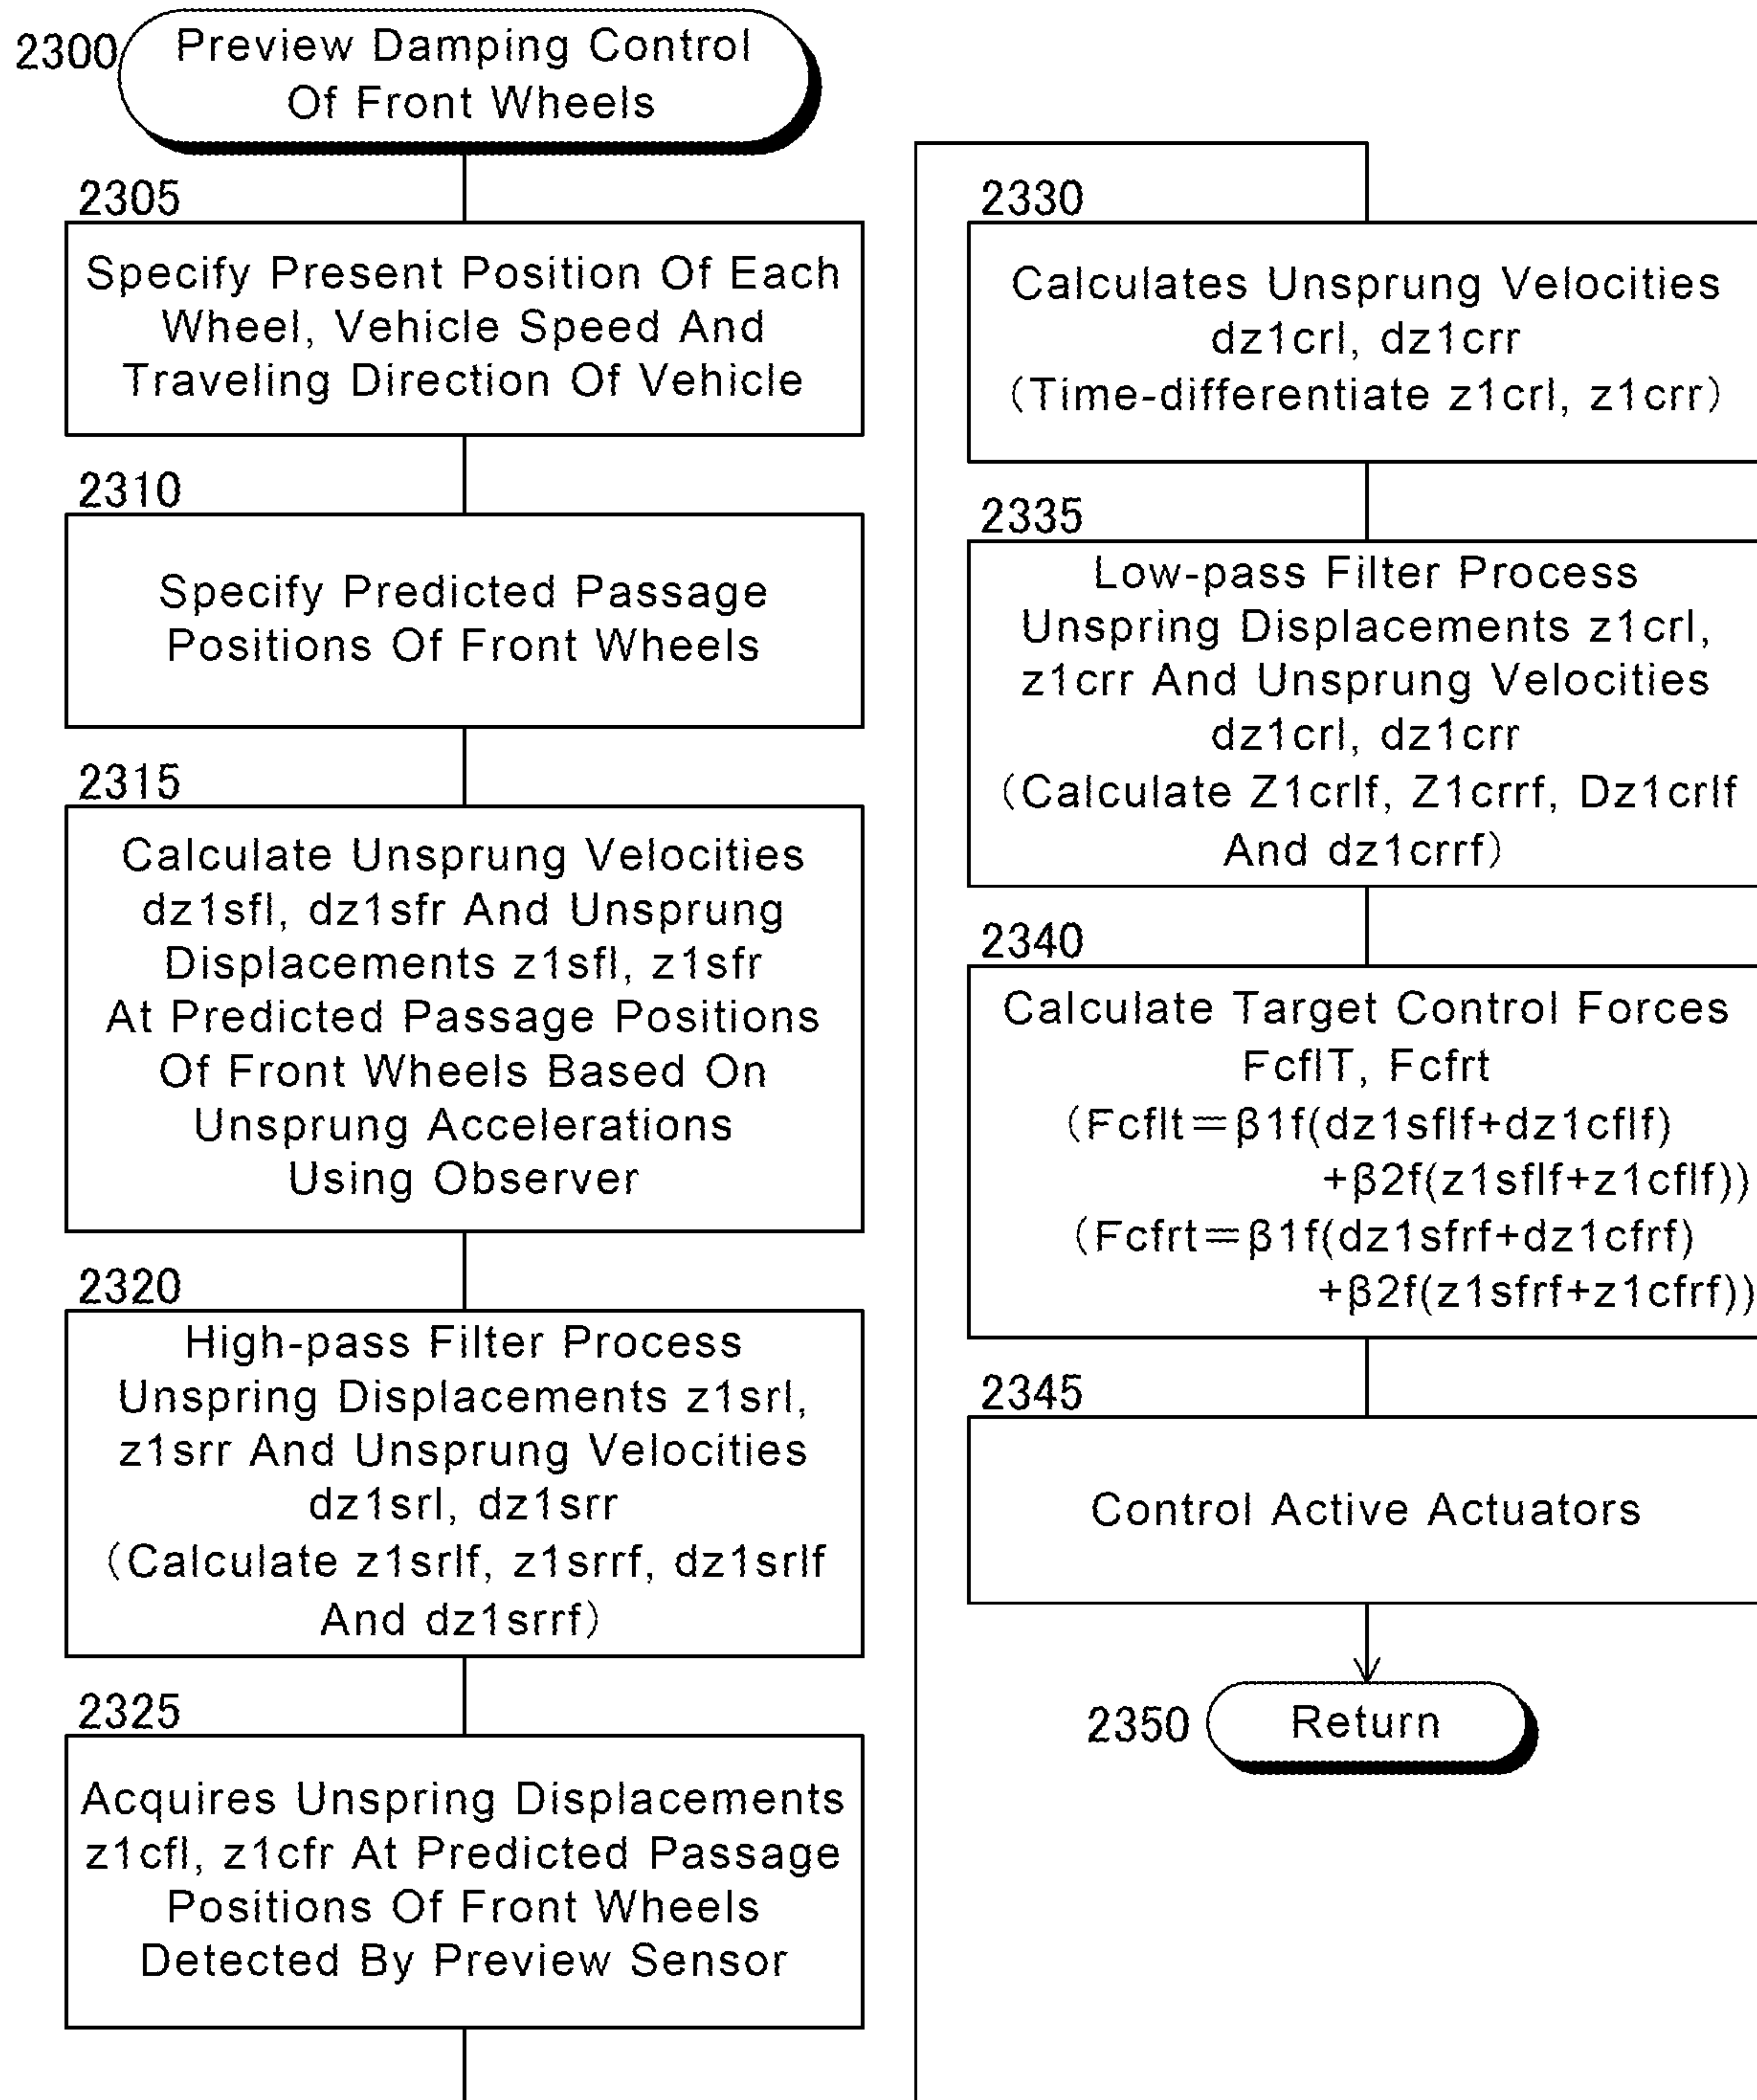 2300
Preview Damping Control
Of Front Wheels
2305
Specify Present Position Of Each
Wheel, Vehicle Speed And
Traveling Direction Of Vehicle
2310
Specify Predicted Passage
Positions Of Front Wheels
2315
Calculate Unsprung Velocities
dz1sfl, dz1sfr And Unsprung
Displacements z1sfl, z1sfr
At Predicted Passage Positions
Of Front Wheels Based On
Unsprung Accelerations
Using Observer
2320
High-pass Filter Process
Unspring Displacements z1srl,
z1srr And Unsprung Velocities
dz1srl, dz1srr
(Calculate z1srlf, z1srrf, dz1srlf
And dz1srrf)
2325
Acquires Unspring Displacements
z1cfl, z1cfr At Predicted Passage
Positions Of Front Wheels
Detected By Preview Sensor
2330
Calculates Unsprung Velocities
dz1crl, dz1crr
(Time-differentiate z1crl, z1crr)
2335
Low-pass Filter Process
Unspring Displacements z1crl,
z1crr And Unsprung Velocities
dz1crl, dz1crr
(Calculate Z1crlf, Z1crrf, Dz1crlf
And dz1crrf)
2340
Calculate Target Control Forces
FcflT, Fcfrt
(Fcflt=β1f(dz1sflf+dz1cflf)
+β2f(z1sflf+z1cflf))
(Fcfrt=β1f(dz1sfrf+dz1cfrf)
+β2f(z1sfrf+z1cfrf))
2345
Control Active Actuators
2350
Return